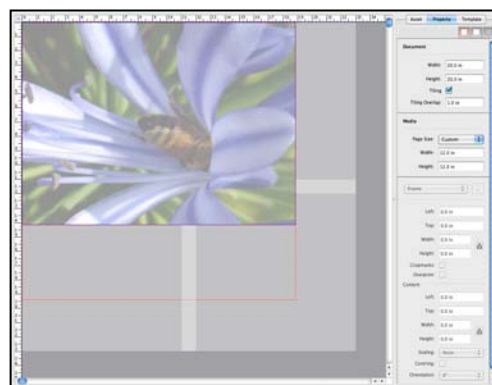 Asset Property Template
Document
Width: 20.0 in
Height: 20.0 in
Tiling
Tiling Overlap: 1.0 in
Media
Page Size: Custom
Width: 12.0 in
Height: 12.0 in
Frame
Left: 0.0 in
Top: 0.0 in
Width: 0.0 in
Height: 0.0 in
Cropmarks
Overprint
Content
Left: 0.0 in
Top: 0.0 in
Width: 0.0 in
Height: 0.0 in
Scaling: None
Centring
Orientation: 0°